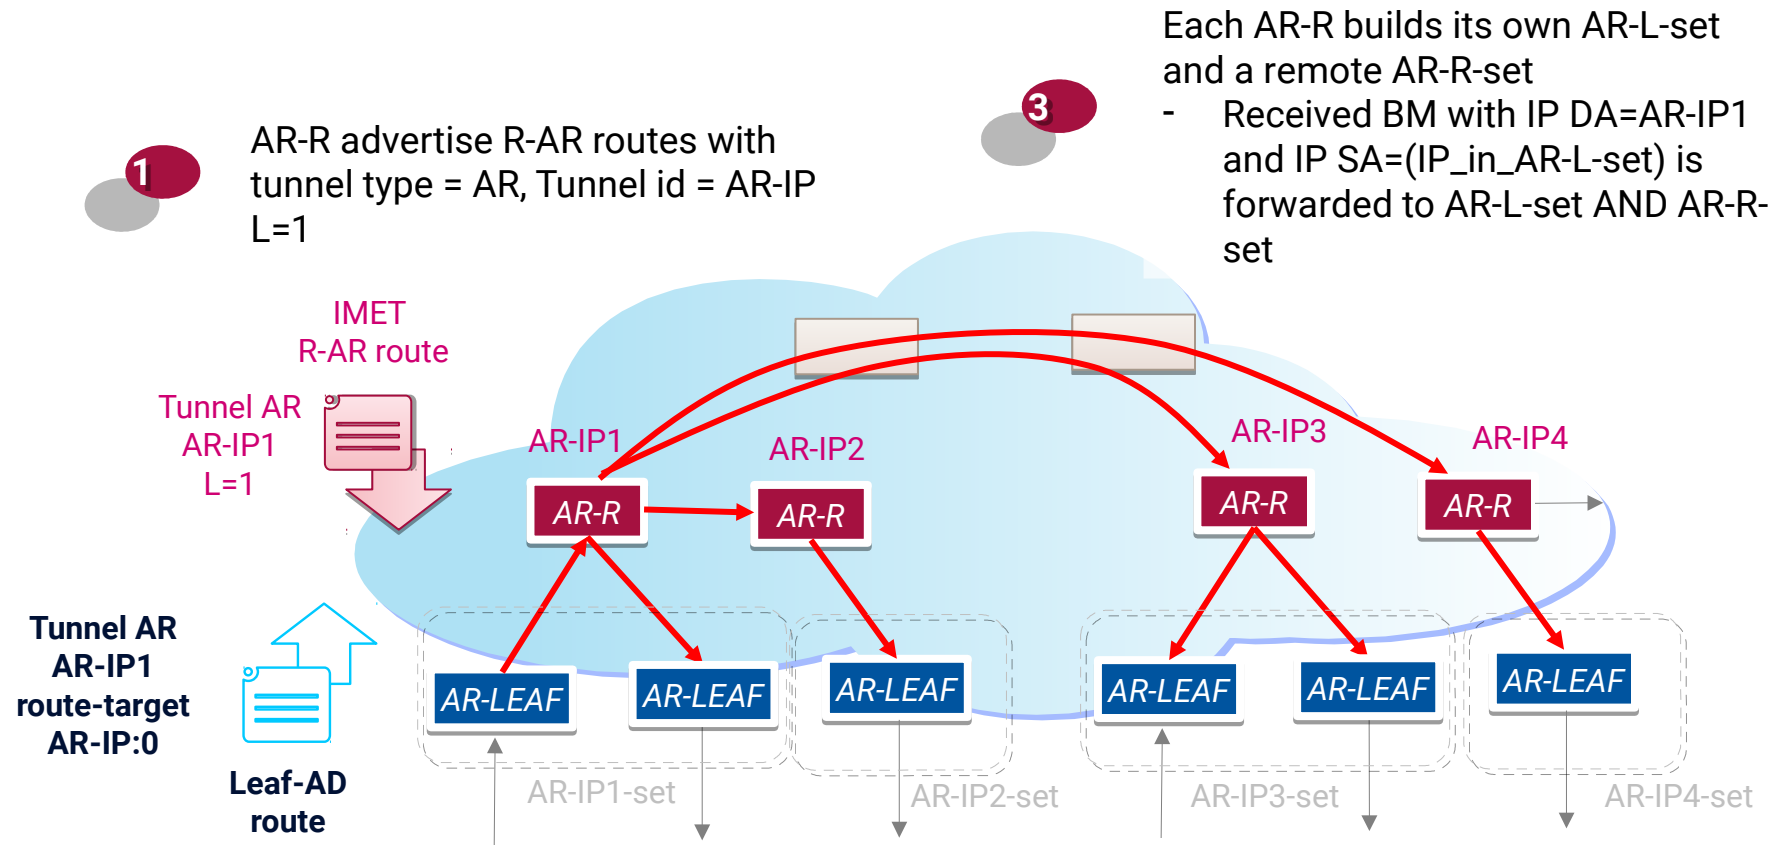 1
AR-R advertise R-AR routes with
tunnel type = AR, Tunnel id = AR-IP
L=1
3
Each AR-R builds its own AR-L-set
and a remote AR-R-set
- Received BM with IP DA=AR-IP1
and IP SA=(IP_in_AR-L-set) is
forwarded to AR-L-set AND AR-R-
set
IMET
R-AR route
Tunnel AR
AR-IP1
L=1
AR-IP1
AR-IP2
AR-IP3
AR-IP4
AR-R
AR-R
AR-R
AR-R
Tunnel AR
AR-IP1
route-target
AR-IP:0
Leaf-AD
route
AR-LEAF
AR-LEAF
AR-LEAF
AR-LEAF
AR-LEAF
AR-LEAF
AR-IP1-set
AR-IP2-set
AR-IP3-set
AR-IP4-set